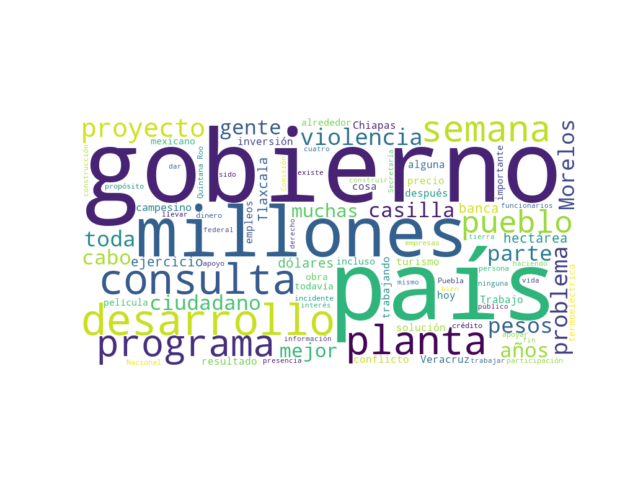 proyecto gente alrededor Chiapas semana
mexicano inversión violencia
cuatro
gobierno
construcción
dar sido existe alguna
propósito Quintana Roo Comisión construir Secretaría precio importante Morelos
campesino Tlaxcala cosa después
llevar dinero empleos muchas casilla banca funcionarios
federal derecho tierra pueblo
toda millones empresas hectárea
cabo ejercicio apoyo dólares turismo persona parte
consulta todavía obra trabajando mismo Puebla ninguna haciendo vida problema
país
película ciudadano incidente hoy bien Trabajo termoeléctrica
interés público
desarrollo solución crédito pesos
información apoyar fin
programa mejor planta años
Nacional resultado presencia conflicto Veracruz trabajar participación
incluso